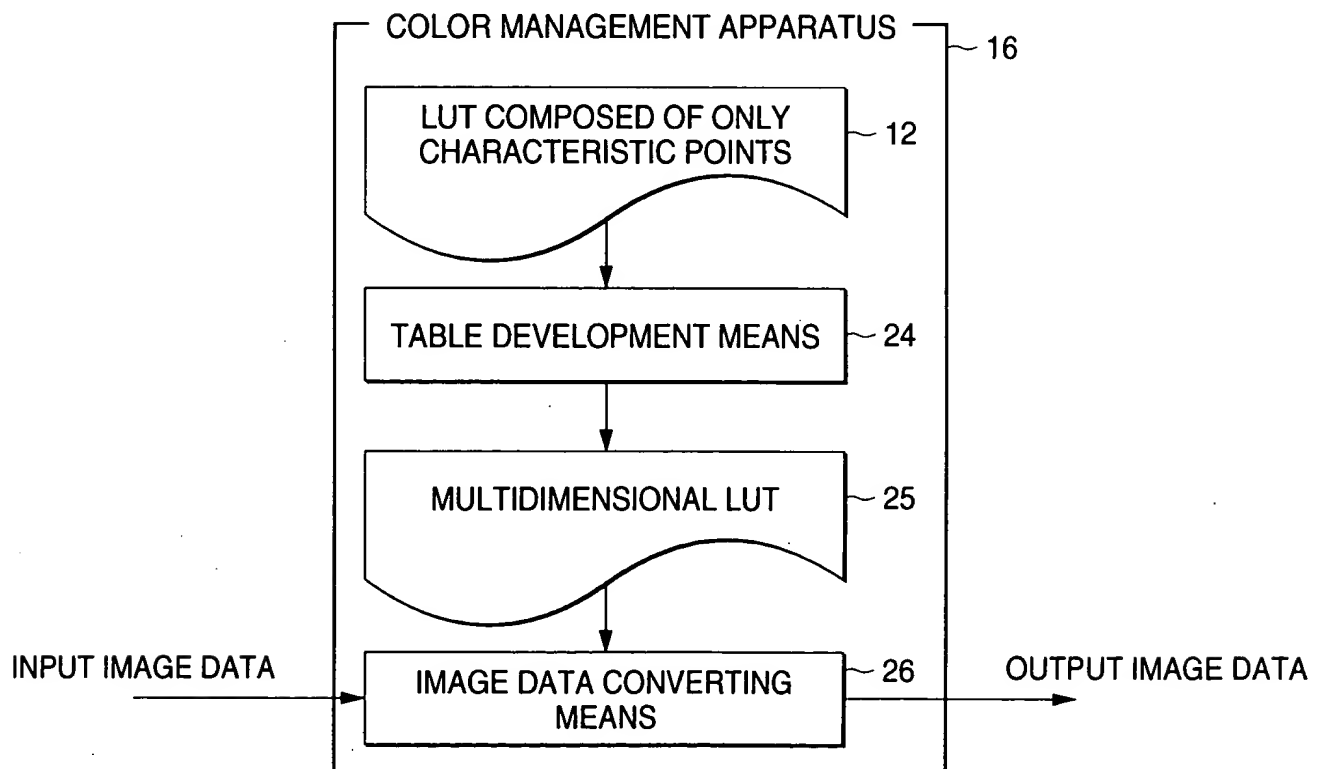 COLOR MANAGEMENT APPARATUS
16
LUT COMPOSED OF ONLY
CHARACTERISTIC POINTS
12
TABLE DEVELOPMENT MEANS
24
MULTIDIMENSIONAL LUT
25
INPUT IMAGE DATA
IMAGE DATA CONVERTING
MEANS
26
OUTPUT IMAGE DATA